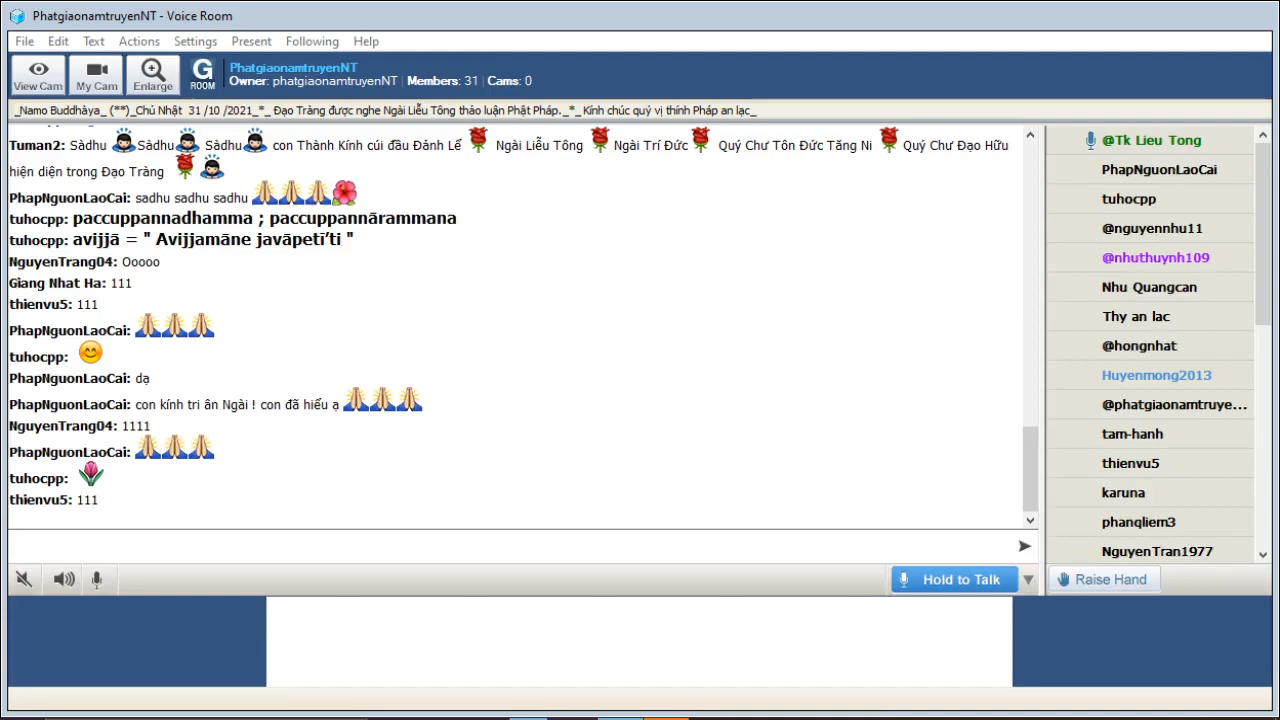 PhatgiaonamtruyenNT - Voice Room
File Edit Text Actions Settings Present Following Help
View Cam
My Cam
Enlarge
G ROOM
PhatgiaonamtruyenNT
Owner: phatgiaonamtruyenNT | Members: 31 | Cams: 0
_Namo Buddhàya_ (**)_Chủ Nhật 31 /10 /2021_*_ Đạo Tràng được nghe Ngài Liễu Tông thảo luận Phật Pháp._*_Kính chúc quý vị thính Pháp an lạc_
Tuman2: Sàdhu Sàdhu Sàdhu con Thành Kính cúi đầu Đảnh Lể Ngài Liễu Tông Ngài Trí Đức Quý Chư Tôn Đức Tăng Ni Quý Chư Đạo Hữu
hiện diện trong Đạo Tràng
PhapNguonLaoCai: sadhu sadhu sadhu
tuhocpp: paccuppannadhamma ; paccuppannārammana
tuhocpp: avijjā = " Avijjamāne javāpetī’ti "
NguyenTrang04: Ooooo
Giang Nhat Ha: 111
thienvu5: 111
PhapNguonLaoCai:
tuhocpp:
PhapNguonLaoCai: dạ
PhapNguonLaoCai: con kính tri ân Ngài ! con đã hiểu ạ
NguyenTrang04: 1111
PhapNguonLaoCai:
tuhocpp:
thienvu5: 111
Hold to Talk
@Tk Lieu Tong
PhapNguonLaoCai
tuhocpp
@nguyennhu11
@nhuthuynh109
Nhu Quangcan
Thy an lac
@hongnhat
Huyenmong2013
@phatgiaonamtruye...
tam-hanh
thienvu5
karuna
phanqliem3
NguyenTran1977
Raise Hand